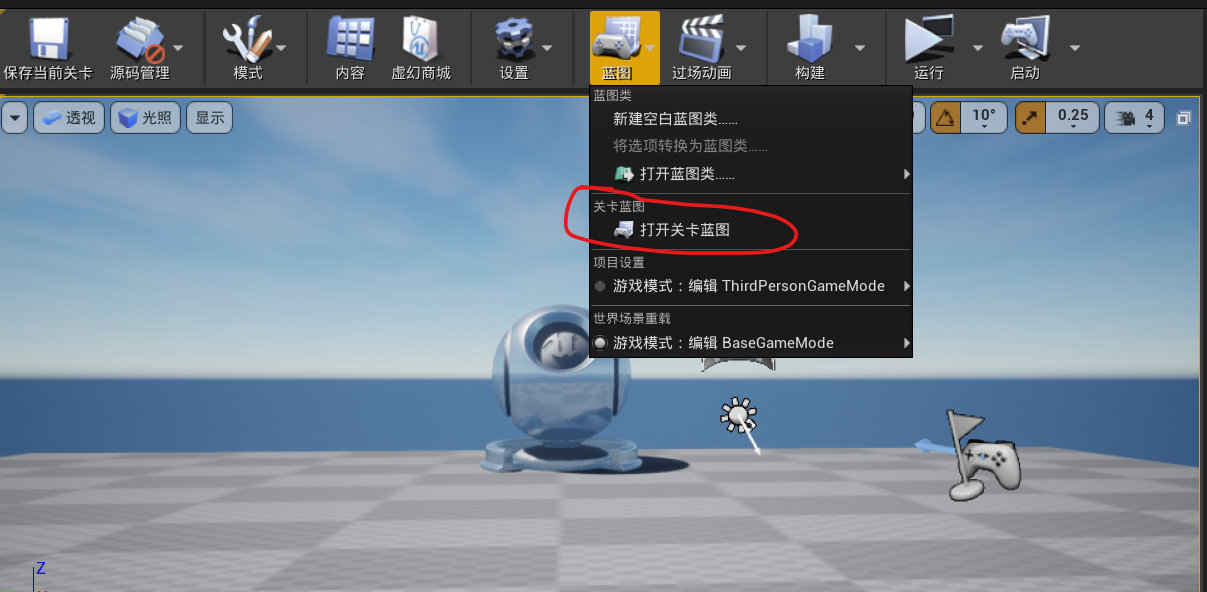 保存当前关卡 源码管理 模式 内容 虚幻商城 设置 蓝图 过场动画 构建 运行 启动
透视 光照 显示 10° 0.25 4
蓝图类
新建空白蓝图类……
将选项转换为蓝图类……
打开蓝图类……
关卡蓝图
打开关卡蓝图
项目设置
游戏模式：编辑 ThirdPersonGameMode
世界场景重载
游戏模式：编辑 BaseGameMode
Z